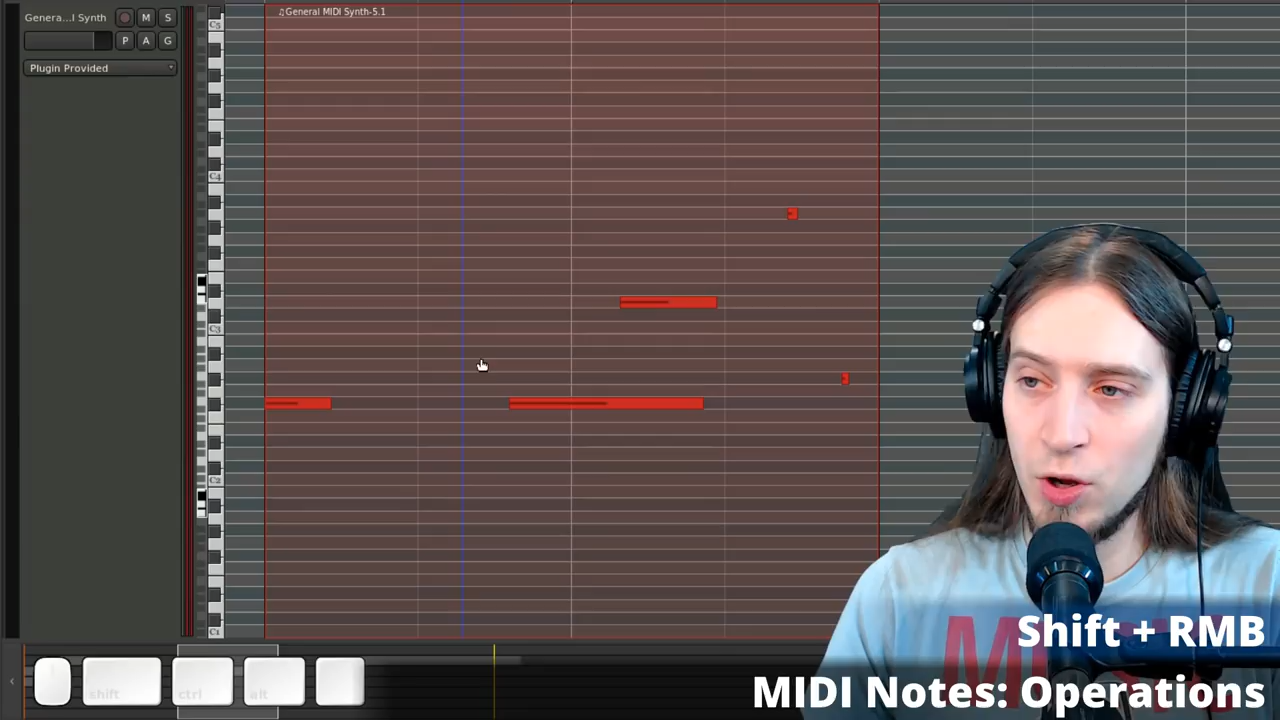 Genera...l Synth
M
S
P
A
G
Plugin Provided
♫General MIDI Synth-5.1
C5
C4
C3
C2
C1
shift
ctrl
alt
Shift + RMB
MIDI Notes: Operations